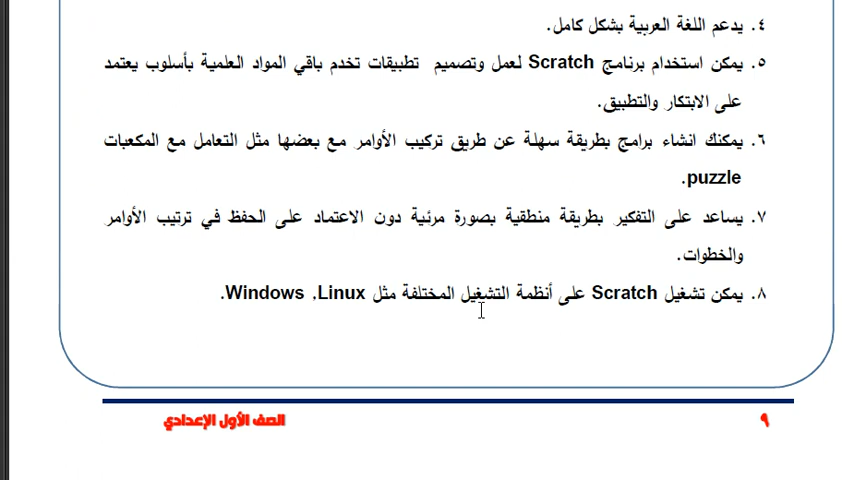 ٤. يدعم اللغة العربية بشكل كامل.
٥. يمكن استخدام برنامج Scratch لعمل وتصميم تطبيقات تخدم باقي المواد العلمية بأسلوب يعتمد
على الابتكار والتطبيق.
٦. يمكنك انشاء برامج بطريقة سهلة عن طريق تركيب الأوامر مع بعضها مثل التعامل مع المكعبات
puzzle.
٧. يساعد على التفكير بطريقة منطقية بصورة مرئية دون الاعتماد على الحفظ في ترتيب الأوامر
والخطوات.
٨. يمكن تشغيل Scratch على أنظمة التشغيل المختلفة مثل Windows ,Linux.
٩ الصف الأول الإعدادي